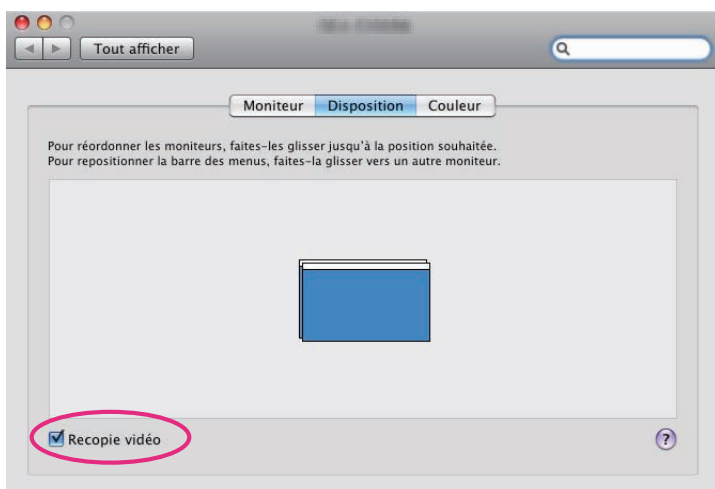 Tout afficher
Moniteur Disposition Couleur
Pour réordonner les moniteurs, faites-les glisser jusqu'à la position souhaitée.
Pour repositionner la barre des menus, faites-la glisser vers un autre moniteur.
Recopie vidéo ?